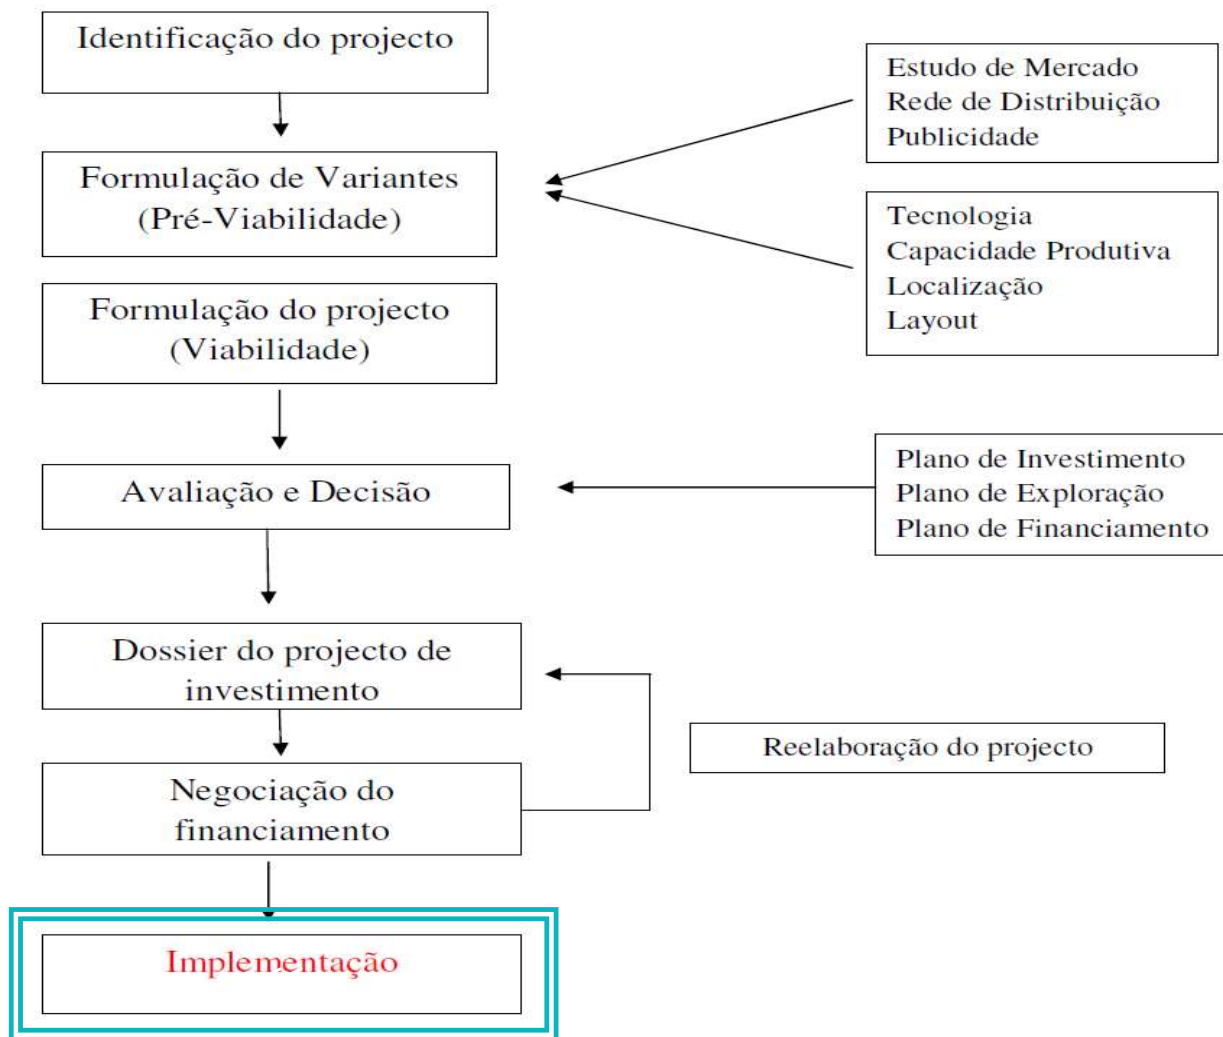 Identificação do projecto
Estudo de Mercado
Rede de Distribuição
Publicidade
Formulação de Variantes
(Pré-Viabilidade)
Tecnologia
Capacidade Produtiva
Localização
Layout
Formulação do projecto
(Viabilidade)
Avaliação e Decisão
Plano de Investimento
Plano de Exploração
Plano de Financiamento
Dossier do projecto de
investimento
Reelaboração do projecto
Negociação do
financiamento
Implementação